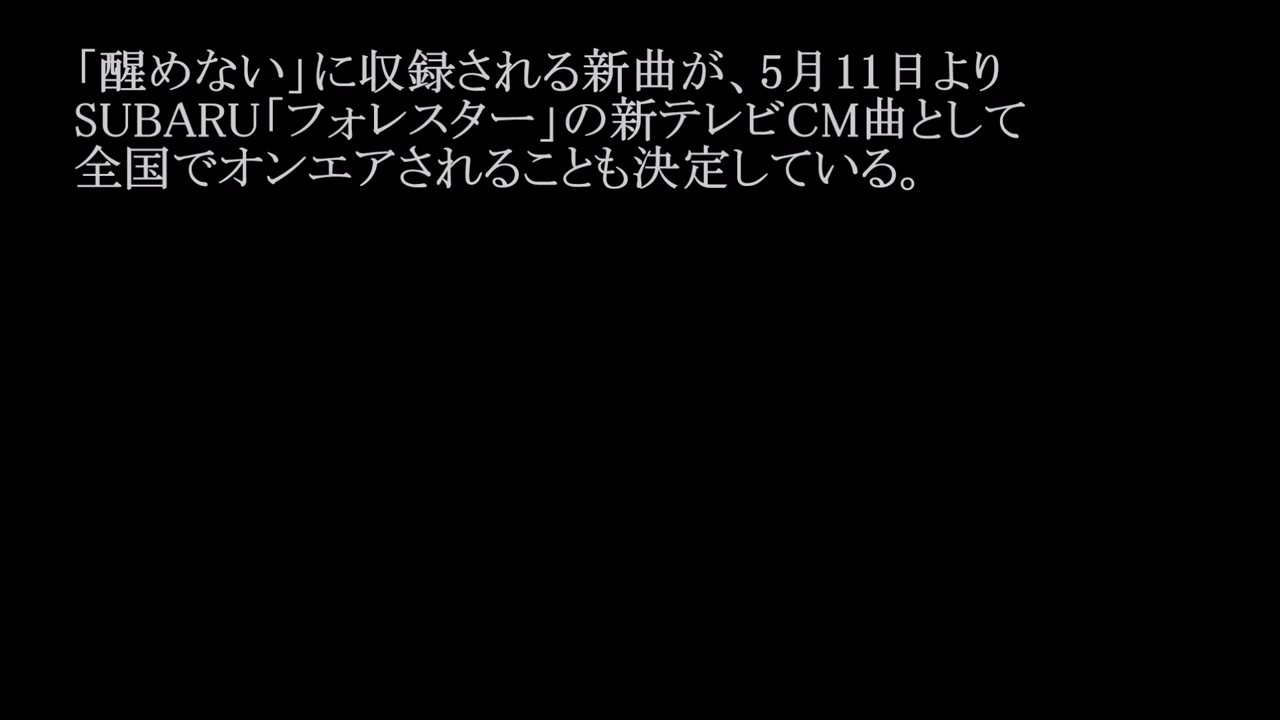 「醒めない」に収録される新曲が、5月11日より
SUBARU「フォレスター」の新テレビCM曲として
全国でオンエアされることも決定している。